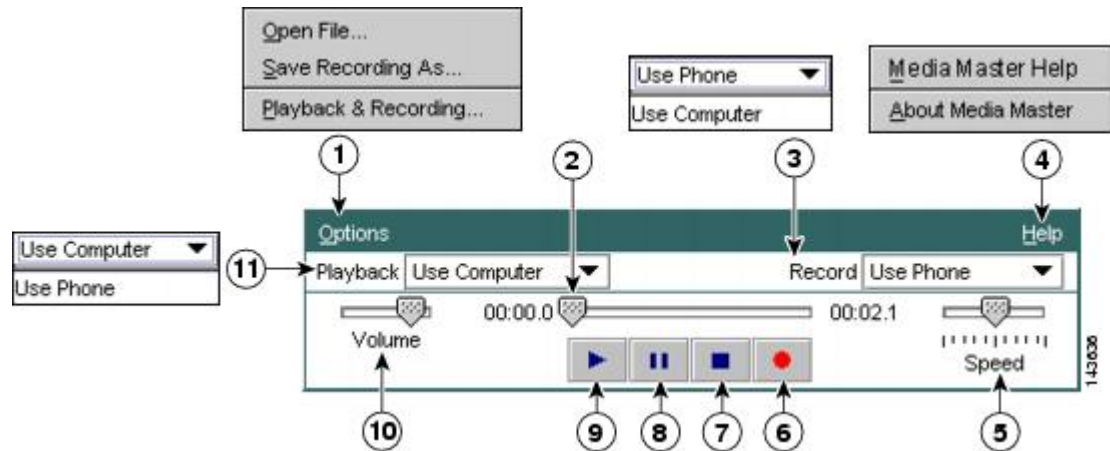 Open File...
Save Recording As...
Playback & Recording...
Use Phone
Use Computer
Media Master Help
About Media Master
1
2
3
4
Options
Help
Use Computer
Use Phone
11
Playback
Use Computer
Record
Use Phone
00:00.0
00:02.1
Volume
Speed
143636
10
9
8
7
6
5